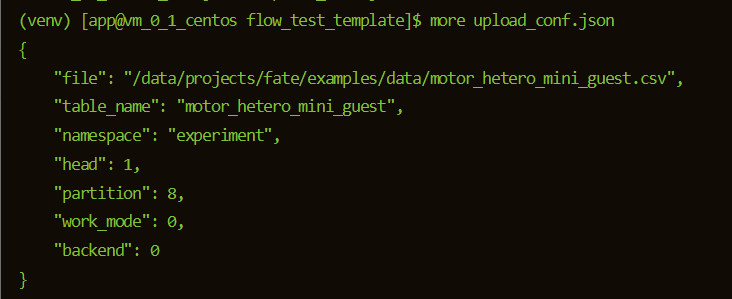 (venv) [app@vm_0_1_centos flow_test_template]$ more upload_conf.json
{
    "file": "/data/projects/fate/examples/data/motor_hetero_mini_guest.csv",
    "table_name": "motor_hetero_mini_guest",
    "namespace": "experiment",
    "head": 1,
    "partition": 8,
    "work_mode": 0,
    "backend": 0
}